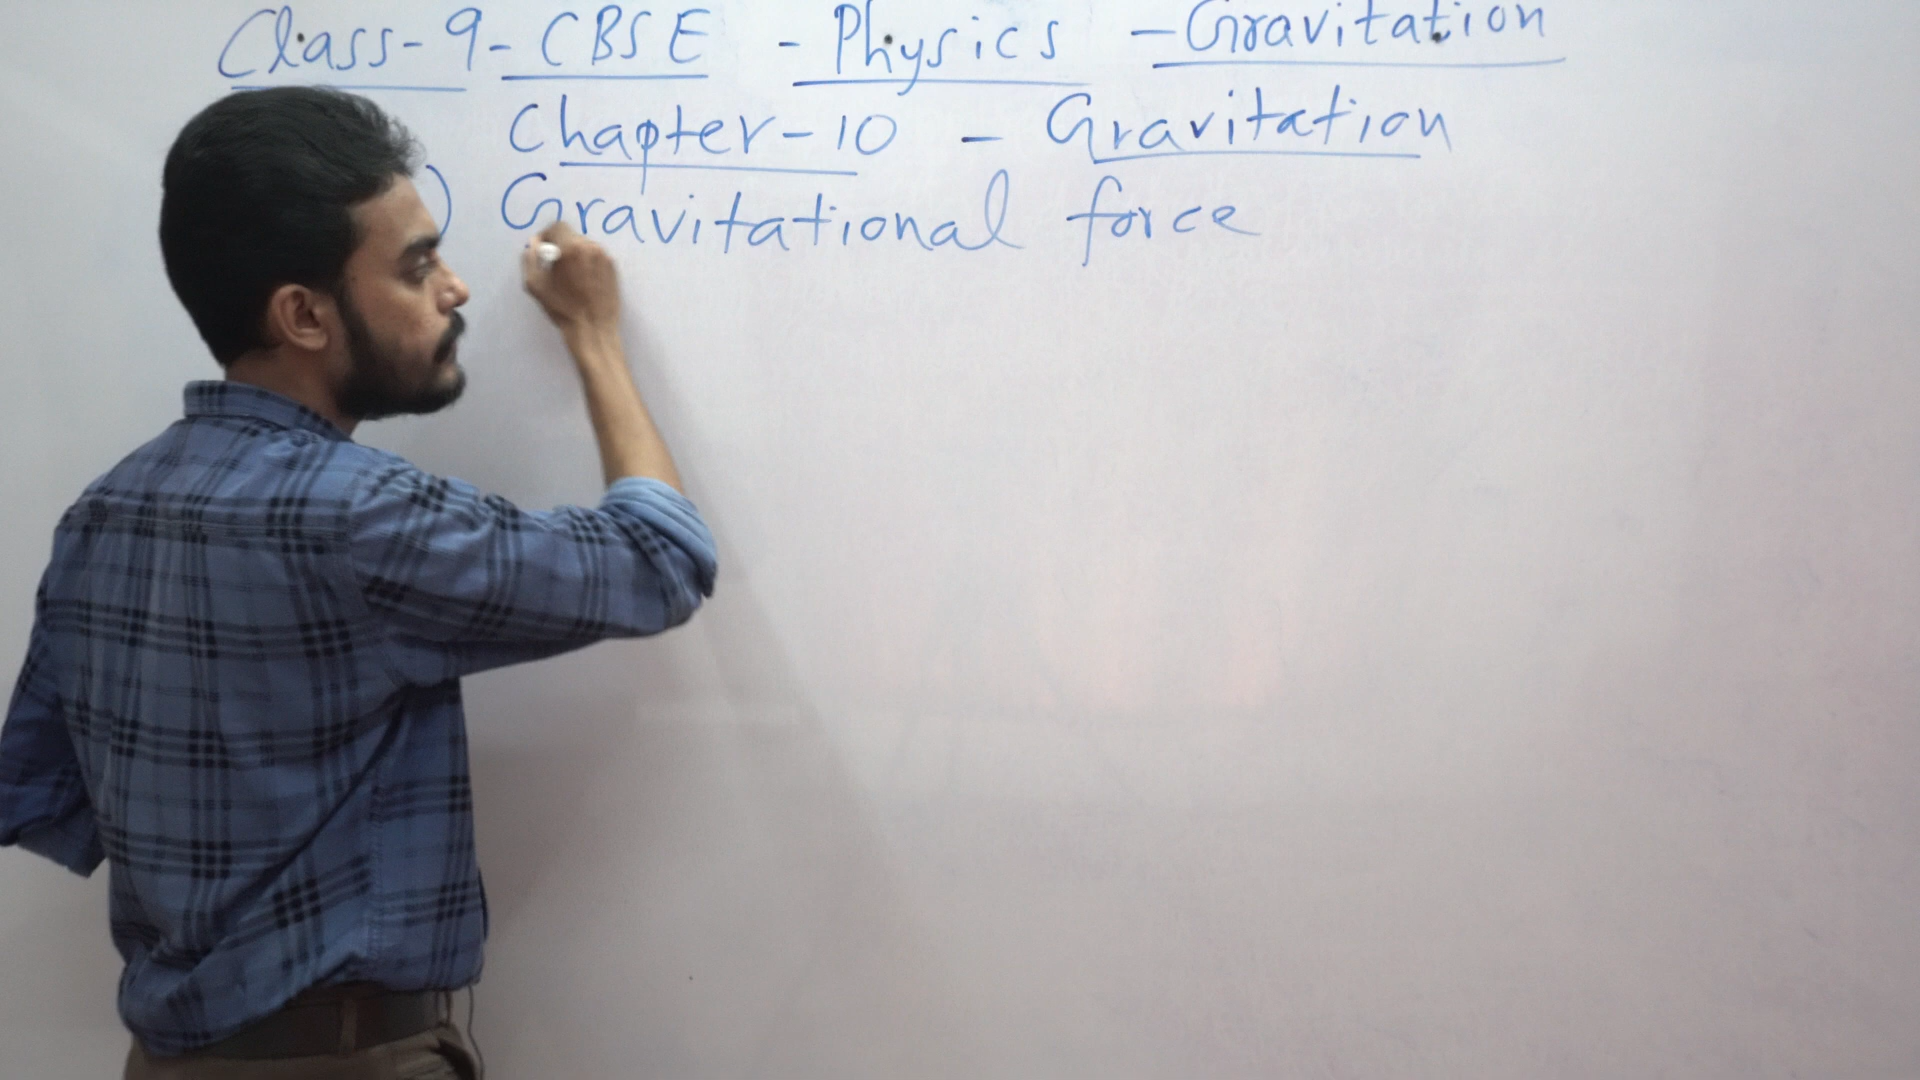 Class-9-CBSE - Physics - Gravitation
Chapter-10 - Gravitation
) Gravitational force